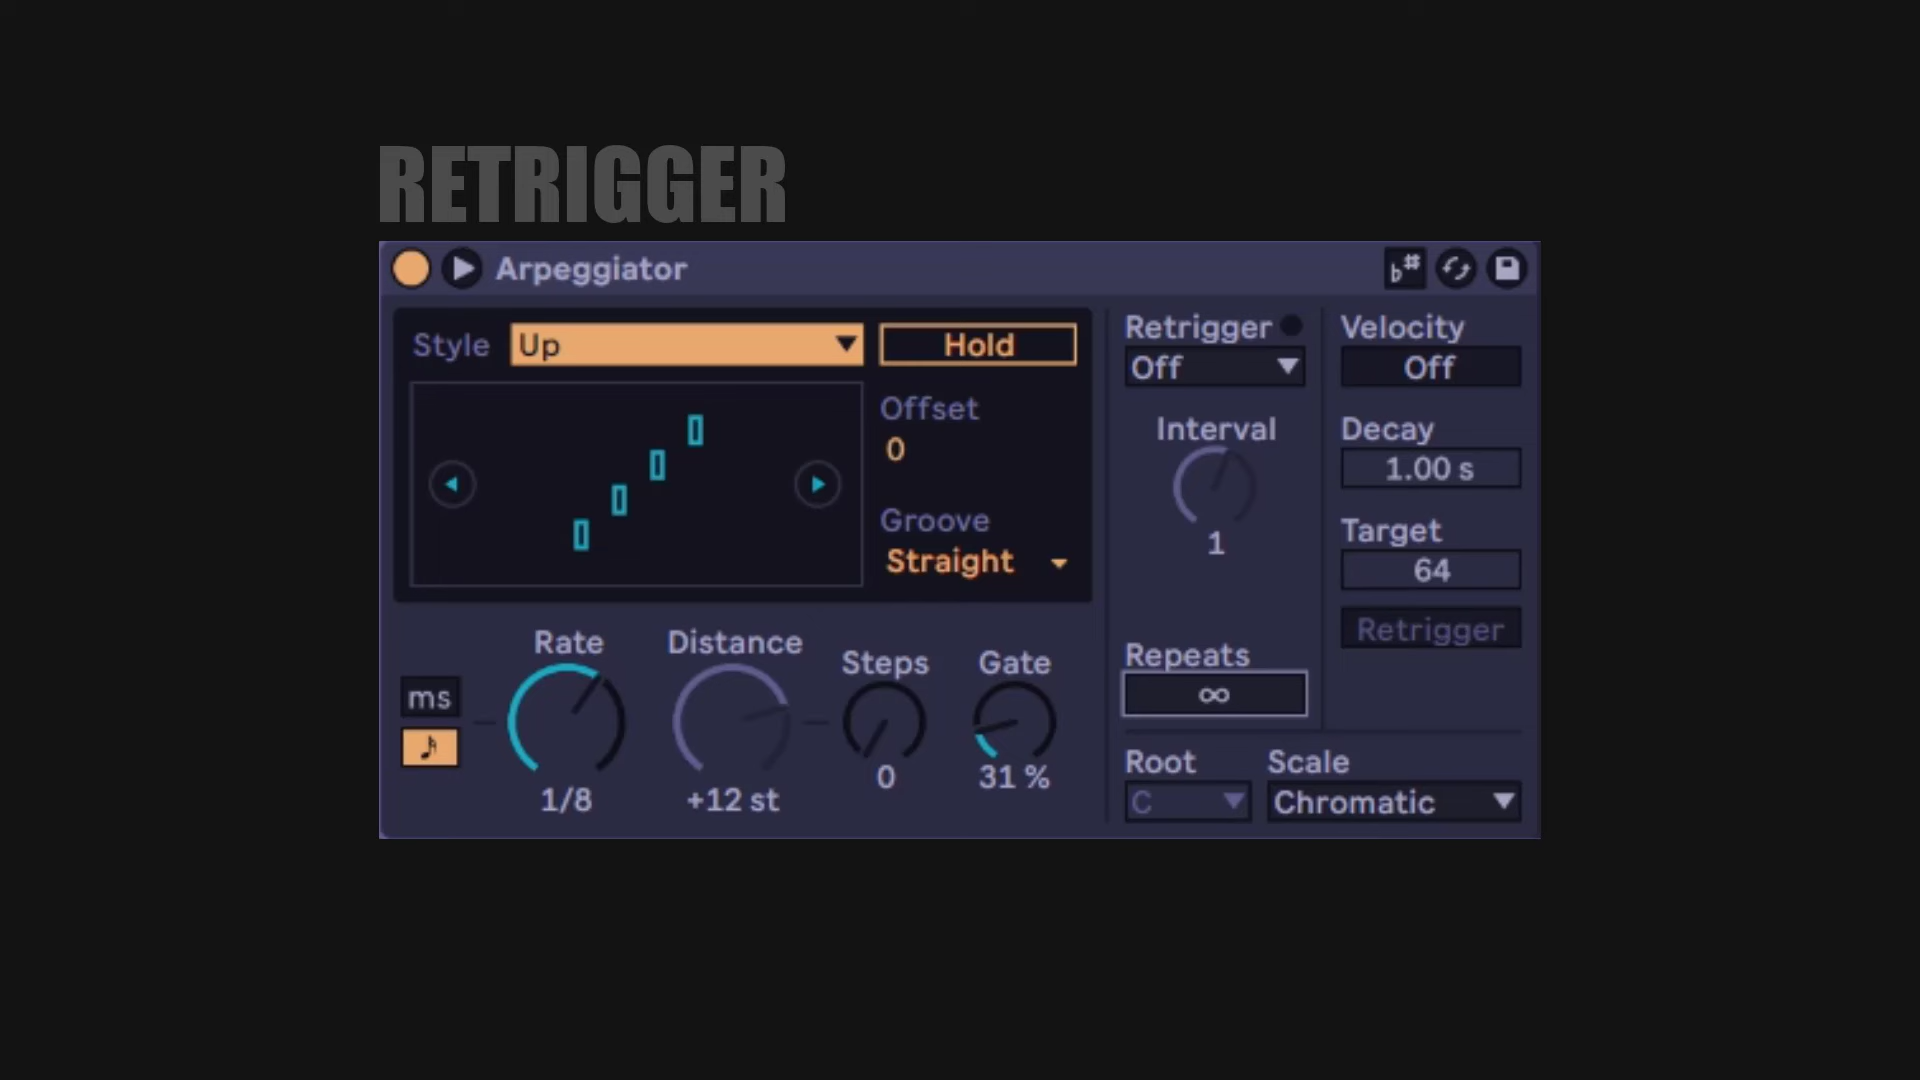 RETRIGGER
Arpeggiator
Style Up Hold
Offset
0
Groove
Straight
Rate
1/8
ms
Distance
+12 st
Steps
0
Gate
31 %
Retrigger
Off
Interval
1
Repeats
∞
Velocity
Off
Decay
1.00 s
Target
64
Retrigger
Root
C
Scale
Chromatic